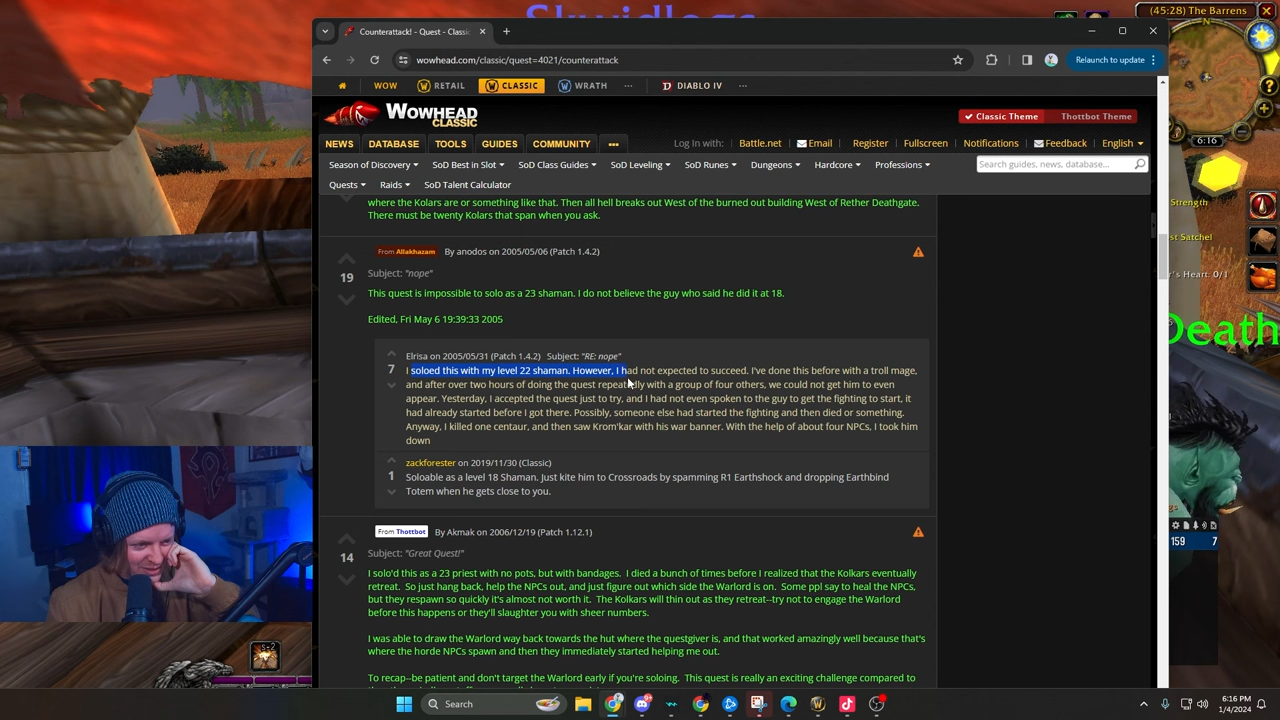 Skyidlogs
(45:28) The Barrens
Counterattack! - Quest - Classic
wowhead.com/classic/quest=4021/counterattack
Relaunch to update
WOW
RETAIL
CLASSIC
WRATH
DIABLO IV
WOWHEAD
CLASSIC
Classic Theme
Thottbot Theme
NEWS
DATABASE
TOOLS
GUIDES
COMMUNITY
Log In with:
Battle.net
Email
Register
Fullscreen
Notifications
Feedback
English
6:16
Season of Discovery
SoD Best in Slot
SoD Class Guides
SoD Leveling
SoD Runes
Dungeons
Hardcore
Professions
Search guides, news, database...
Quests
Raids
SoD Talent Calculator
where the Kolars are or something like that. Then all hell breaks out West of the burned out building West of Rether Deathgate.
There must be twenty Kolars that span when you ask.
Strength
st Satchel
's Heart: 0/1
Death
From Allakhazam
By anodos on 2005/05/06 (Patch 1.4.2)
19
Subject: "nope"
This quest is impossible to solo as a 23 shaman. I do not believe the guy who said he did it at 18.
Edited, Fri May 6 19:39:33 2005
Elrisa on 2005/05/31 (Patch 1.4.2) Subject: "RE: nope"
7
I soloed this with my level 22 shaman. However, I had not expected to succeed. I've done this before with a troll mage,
and after over two hours of doing the quest repeatedly with a group of four others, we could not get him to even
appear. Yesterday, I accepted the quest just to try, and I had not even spoken to the guy to get the fighting to start, it
had already started before I got there. Possibly, someone else had started the fighting and then died or something.
Anyway, I killed one centaur, and then saw Krom'kar with his war banner. With the help of about four NPCs, I took him
down
zackforester on 2019/11/30 (Classic)
1
Soloable as a level 18 Shaman. Just kite him to Crossroads by spamming R1 Earthshock and dropping Earthbind
Totem when he gets close to you.
From Thottbot
By Akmak on 2006/12/19 (Patch 1.12.1)
14
Subject: "Great Quest!"
I solo'd this as a 23 priest with no pots, but with bandages. I died a bunch of times before I realized that the Kolkars eventually
retreat. So just hang back, help the NPCs out, and just figure out which side the Warlord is on. Some ppl say to heal the NPCs,
but they respawn so quickly it's almost not worth it. The Kolkars will thin out as they retreat--try not to engage the Warlord
before this happens or they'll slaughter you with sheer numbers.
I was able to draw the Warlord way back towards the hut where the questgiver is, and that worked amazingly well because that's
where the horde NPCs spawn and then they immediately started helping me out.
To recap--be patient and don't target the Warlord early if you're soloing. This quest is really an exciting challenge compared to
159
7
s-2
Search
6:16 PM
1/4/2024